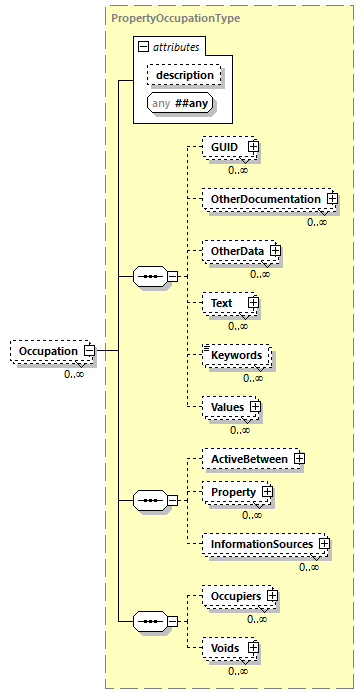 PropertyOccupationType
attributes
description
any ##any
GUID
0..∞
OtherDocumentation
0..∞
OtherData
0..∞
Text
0..∞
Keywords
0..∞
Values
0..∞
Occupation
0..∞
ActiveBetween
Property
0..∞
InformationSources
0..∞
Occupiers
0..∞
Voids
0..∞